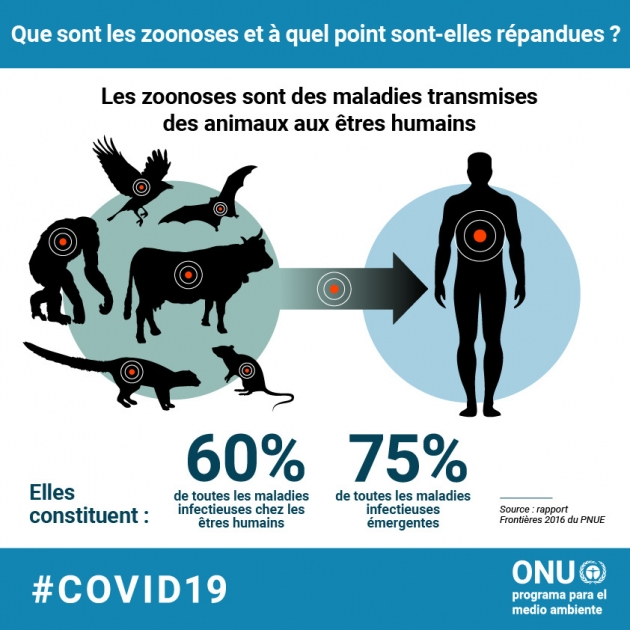 Que sont les zoonoses et à quel point sont-elles répandues ?
Les zoonoses sont des maladies transmises
des animaux aux êtres humains
Elles
constituent :
60%
de toutes les maladies
infectieuses chez les
êtres humains
75%
de toutes les maladies
infectieuses
émergentes
Source : rapport
Frontières 2016 du PNUE
#COVID19
ONU
programa para el
medio ambiente